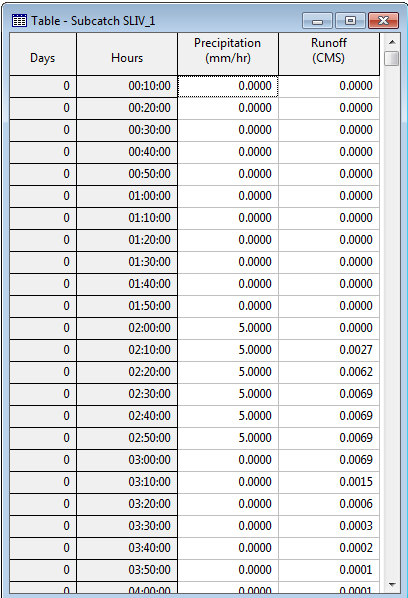 Table - Subcatch SLIV_1
Days Hours Precipitation (mm/hr) Runoff (CMS)
0 00:10:00 0.0000 0.0000
0 00:20:00 0.0000 0.0000
0 00:30:00 0.0000 0.0000
0 00:40:00 0.0000 0.0000
0 00:50:00 0.0000 0.0000
0 01:00:00 0.0000 0.0000
0 01:10:00 0.0000 0.0000
0 01:20:00 0.0000 0.0000
0 01:30:00 0.0000 0.0000
0 01:40:00 0.0000 0.0000
0 01:50:00 0.0000 0.0000
0 02:00:00 5.0000 0.0000
0 02:10:00 5.0000 0.0027
0 02:20:00 5.0000 0.0062
0 02:30:00 5.0000 0.0069
0 02:40:00 5.0000 0.0069
0 02:50:00 5.0000 0.0069
0 03:00:00 0.0000 0.0069
0 03:10:00 0.0000 0.0015
0 03:20:00 0.0000 0.0006
0 03:30:00 0.0000 0.0003
0 03:40:00 0.0000 0.0002
0 03:50:00 0.0000 0.0001
0 04:00:00 0.0000 0.0001